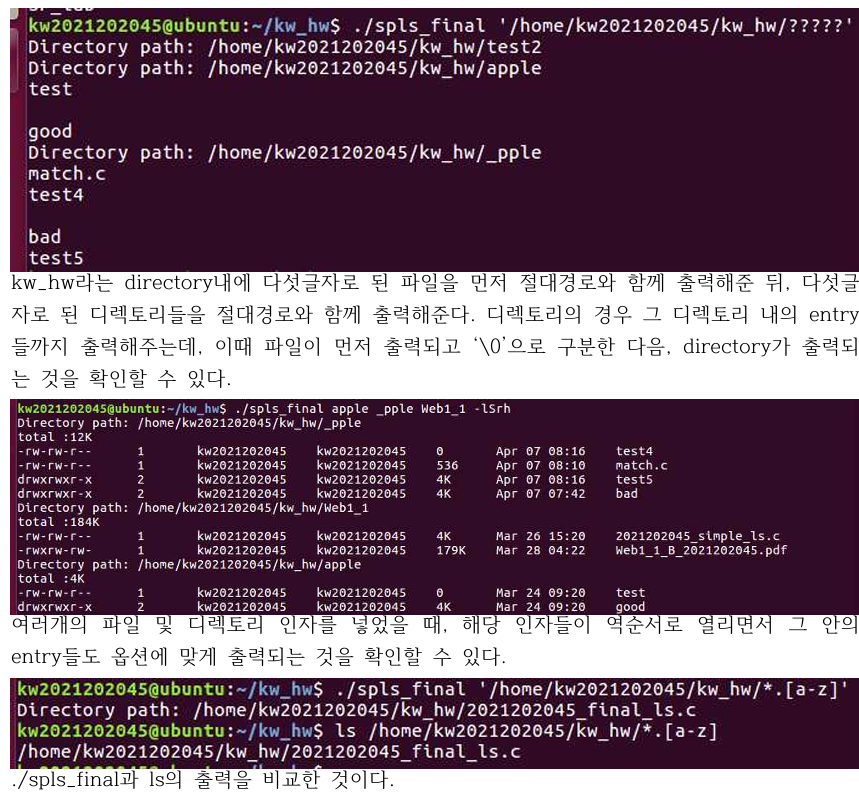 kw2021202045@ubuntu:~/kw_hw$ ./spls_final '/home/kw2021202045/kw_hw/?????'
Directory path: /home/kw2021202045/kw_hw/test2
Directory path: /home/kw2021202045/kw_hw/apple
test
good
Directory path: /home/kw2021202045/kw_hw/_pple
match.c
test4
bad
test5
kw_hw라는 directory내에 다섯글자로 된 파일을 먼저 절대경로와 함께 출력해준 뒤, 다섯글
자로 된 디렉토리들을 절대경로와 함께 출력해준다. 디렉토리의 경우 그 디렉토리 내의 entry
들까지 출력해주는데, 이때 파일이 먼저 출력되고 ‘\0’으로 구분한 다음, directory가 출력되
는 것을 확인할 수 있다.
kw2021202045@ubuntu:~/kw_hw$ ./spls_final apple _pple Web1_1 -lSrh
Directory path: /home/kw2021202045/kw_hw/_pple
total :12K
-rw-rw-r-- 1 kw2021202045 kw2021202045 0 Apr 07 08:16 test4
-rw-rw-r-- 1 kw2021202045 kw2021202045 536 Apr 07 08:10 match.c
drwxrwxr-x 2 kw2021202045 kw2021202045 4K Apr 07 08:16 test5
drwxrwxr-x 2 kw2021202045 kw2021202045 4K Apr 07 07:42 bad
Directory path: /home/kw2021202045/kw_hw/Web1_1
total :184K
-rw-rw-r-- 1 kw2021202045 kw2021202045 4K Mar 26 15:20 2021202045_simple_ls.c
-rwxrw-rw- 1 kw2021202045 kw2021202045 179K Mar 28 04:22 Web1_1_B_2021202045.pdf
Directory path: /home/kw2021202045/kw_hw/apple
total :4K
-rw-rw-r-- 1 kw2021202045 kw2021202045 0 Mar 24 09:20 test
drwxrwxr-x 2 kw2021202045 kw2021202045 4K Mar 24 09:20 good
여러개의 파일 및 디렉토리 인자를 넣었을 때, 해당 인자들이 역순서로 열리면서 그 안의
entry들도 옵션에 맞게 출력되는 것을 확인할 수 있다.
kw2021202045@ubuntu:~/kw_hw$ ./spls_final '/home/kw2021202045/kw_hw/*.[a-z]'
Directory path: /home/kw2021202045/kw_hw/2021202045_final_ls.c
kw2021202045@ubuntu:~/kw_hw$ ls /home/kw2021202045/kw_hw/*.[a-z]
/home/kw2021202045/kw_hw/2021202045_final_ls.c
./spls_final과 ls의 출력을 비교한 것이다.